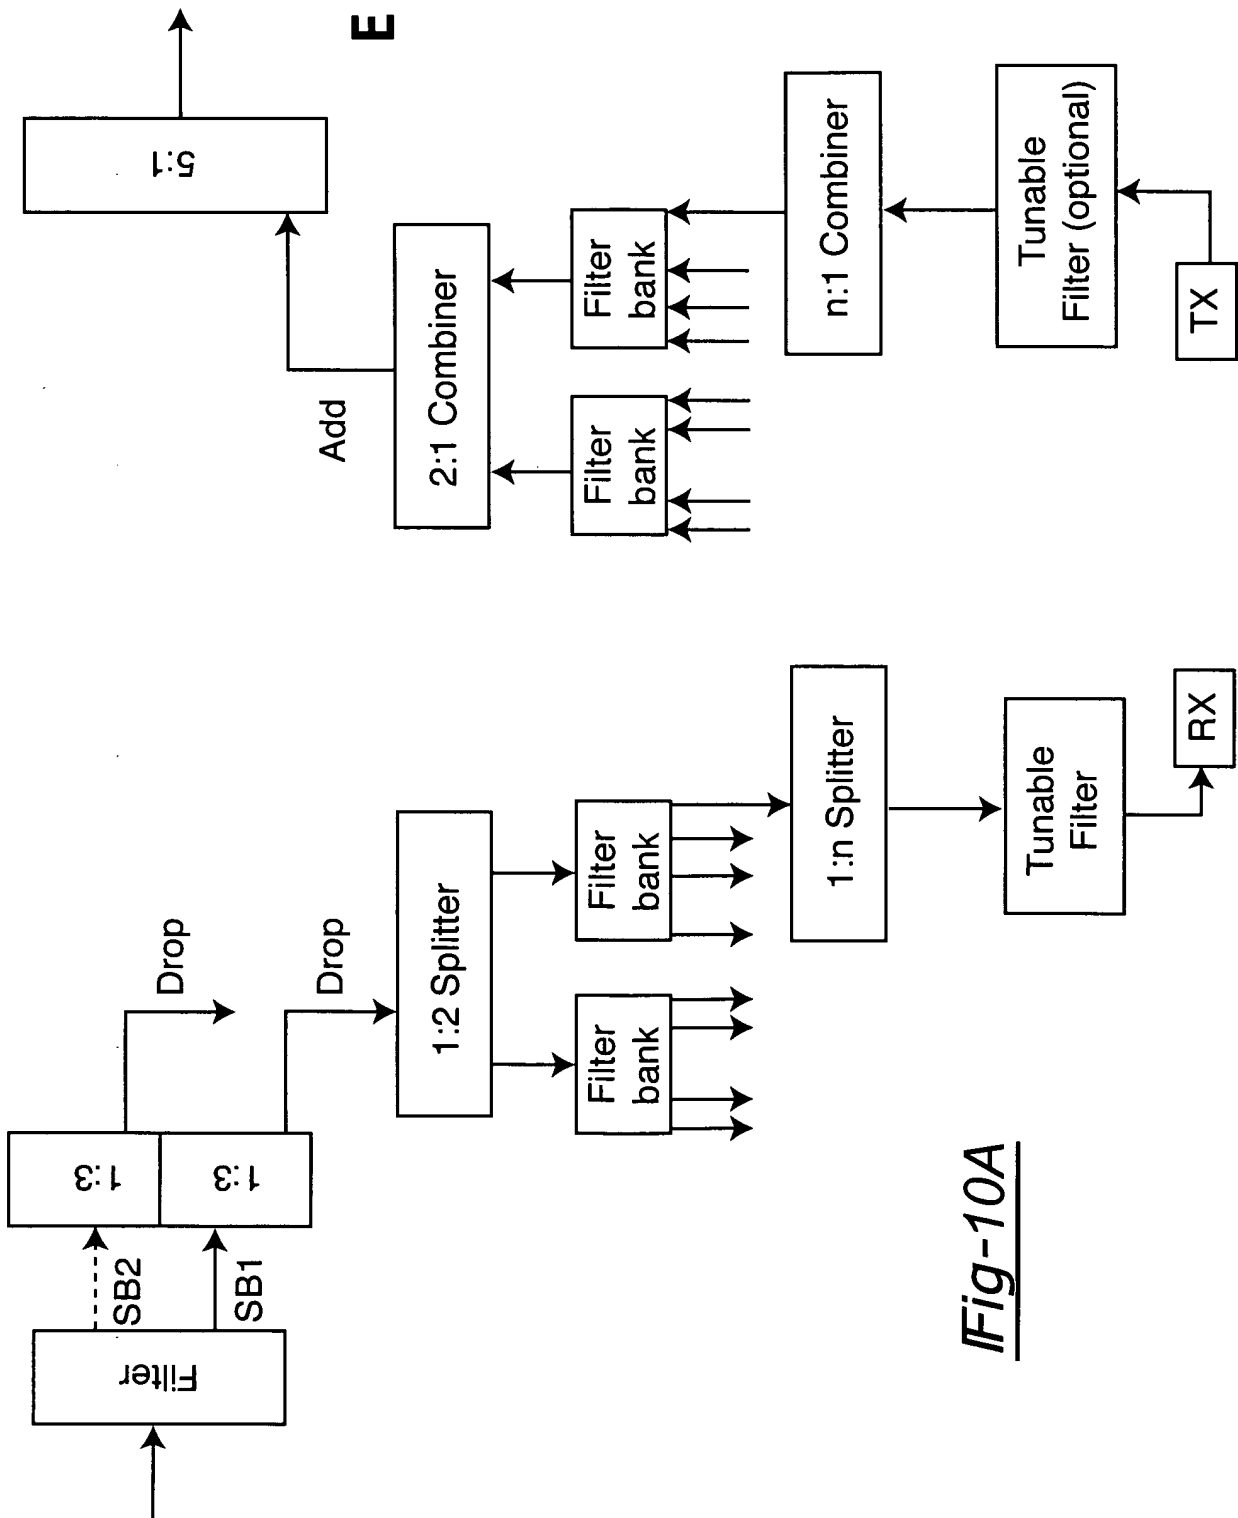 Filter
SB2
SB1
1:3
1:3
Drop
Drop
1:2 Splitter
Filter
bank
Filter
bank
1:n Splitter
Tunable
Filter
RX
5:1
E
Add
2:1 Combiner
Filter
bank
Filter
bank
n:1 Combiner
Tunable
Filter (optional)
TX
Fig-10A